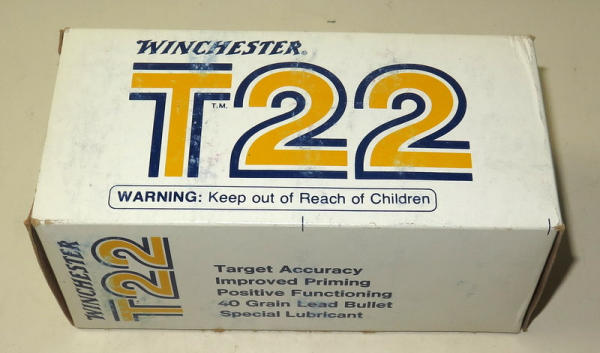 WINCHESTER®
T22
T.M.
WARNING: Keep out of Reach of Children
WINCHESTER
T22
Target Accuracy
Improved Priming
Positive Functioning
40 Grain Lead Bullet
Special Lubricant